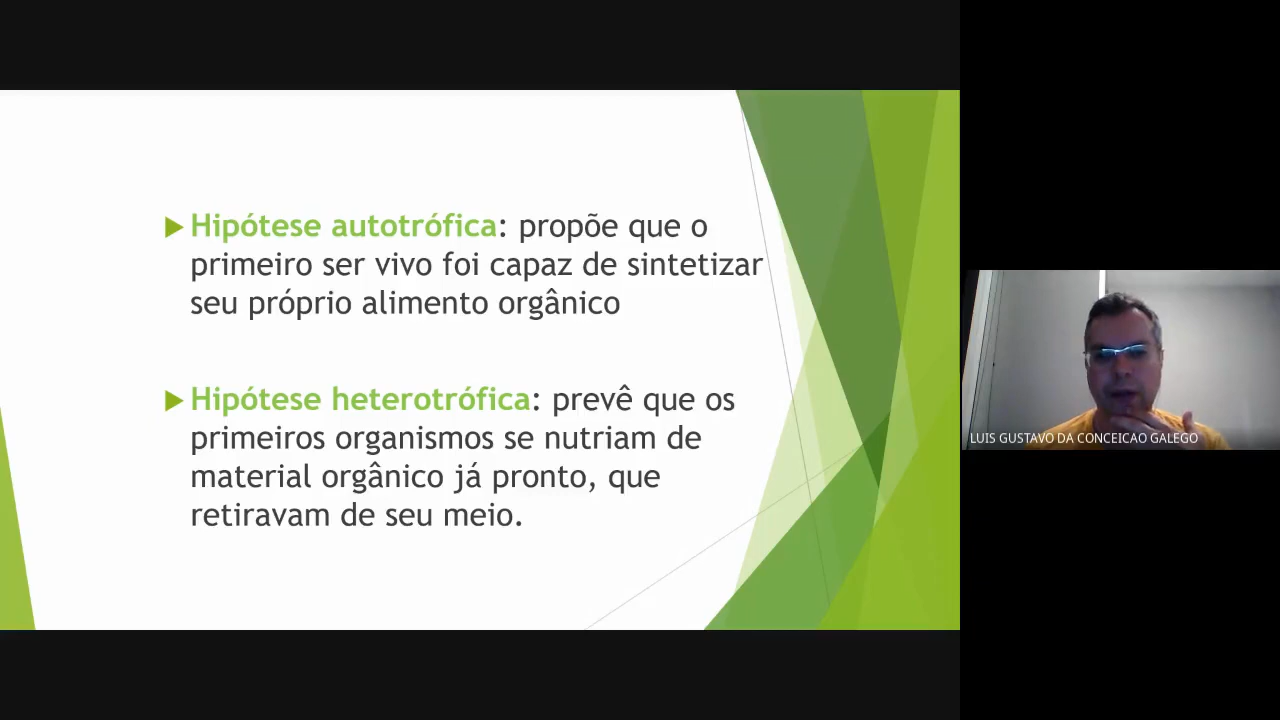 Hipótese autotrófica: propõe que o
primeiro ser vivo foi capaz de sintetizar
seu próprio alimento orgânico
Hipótese heterotrófica: prevê que os
primeiros organismos se nutriam de
material orgânico já pronto, que
retiravam de seu meio.
LUIS GUSTAVO DA CONCEICAO GALEGO